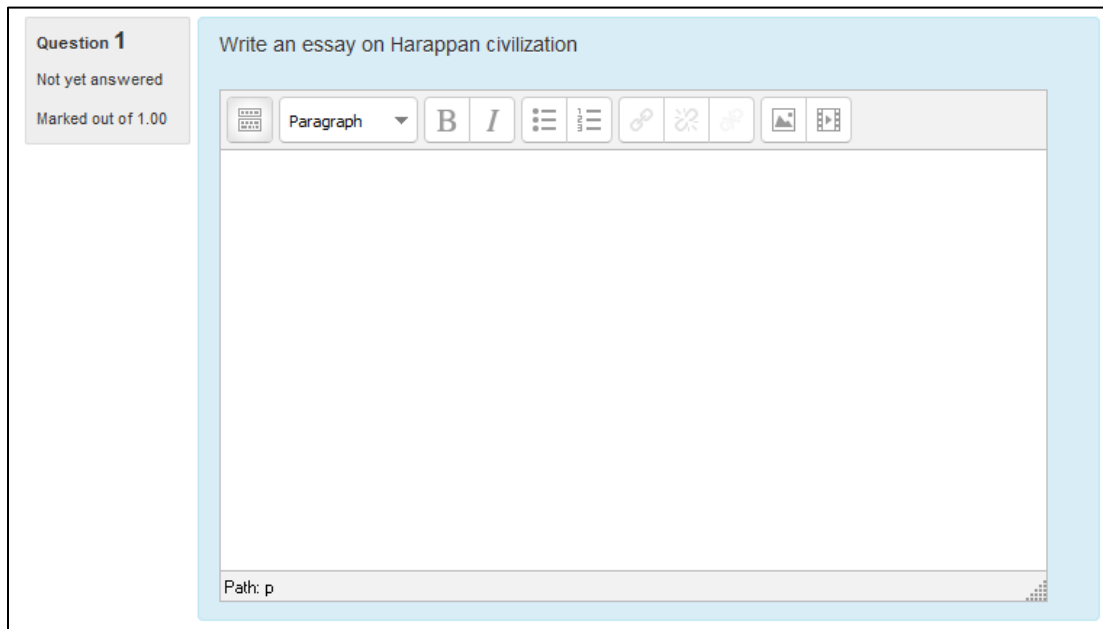 Question 1
Not yet answered
Marked out of 1.00
Write an essay on Harappan civilization
Paragraph
B I
Path: p